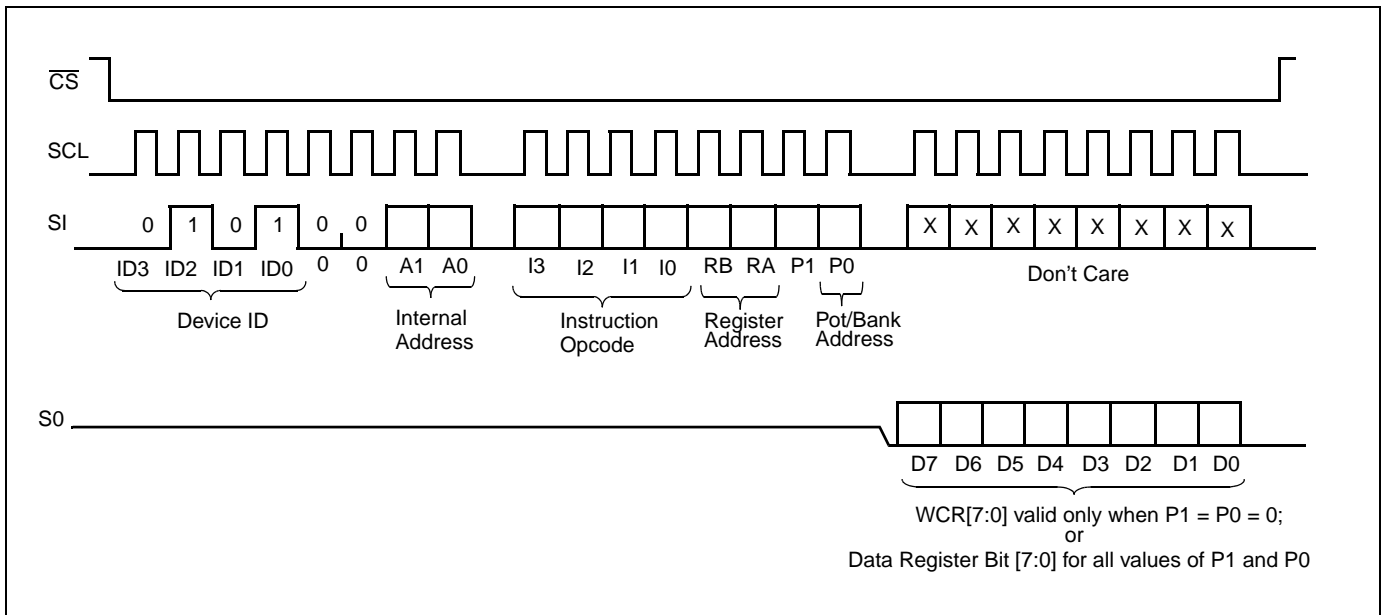 CS
SCL
SI
0 1 0 1 0 0
X X X X X X X X
ID3 ID2 ID1 ID0 0 0 A1 A0 I3 I2 I1 I0 RB RA P1 P0
Don't Care
Device ID
Internal
Address
Instruction
Opcode
Register
Address
Pot/Bank
Address
S0
D7 D6 D5 D4 D3 D2 D1 D0
WCR[7:0] valid only when P1 = P0 = 0;
or
Data Register Bit [7:0] for all values of P1 and P0